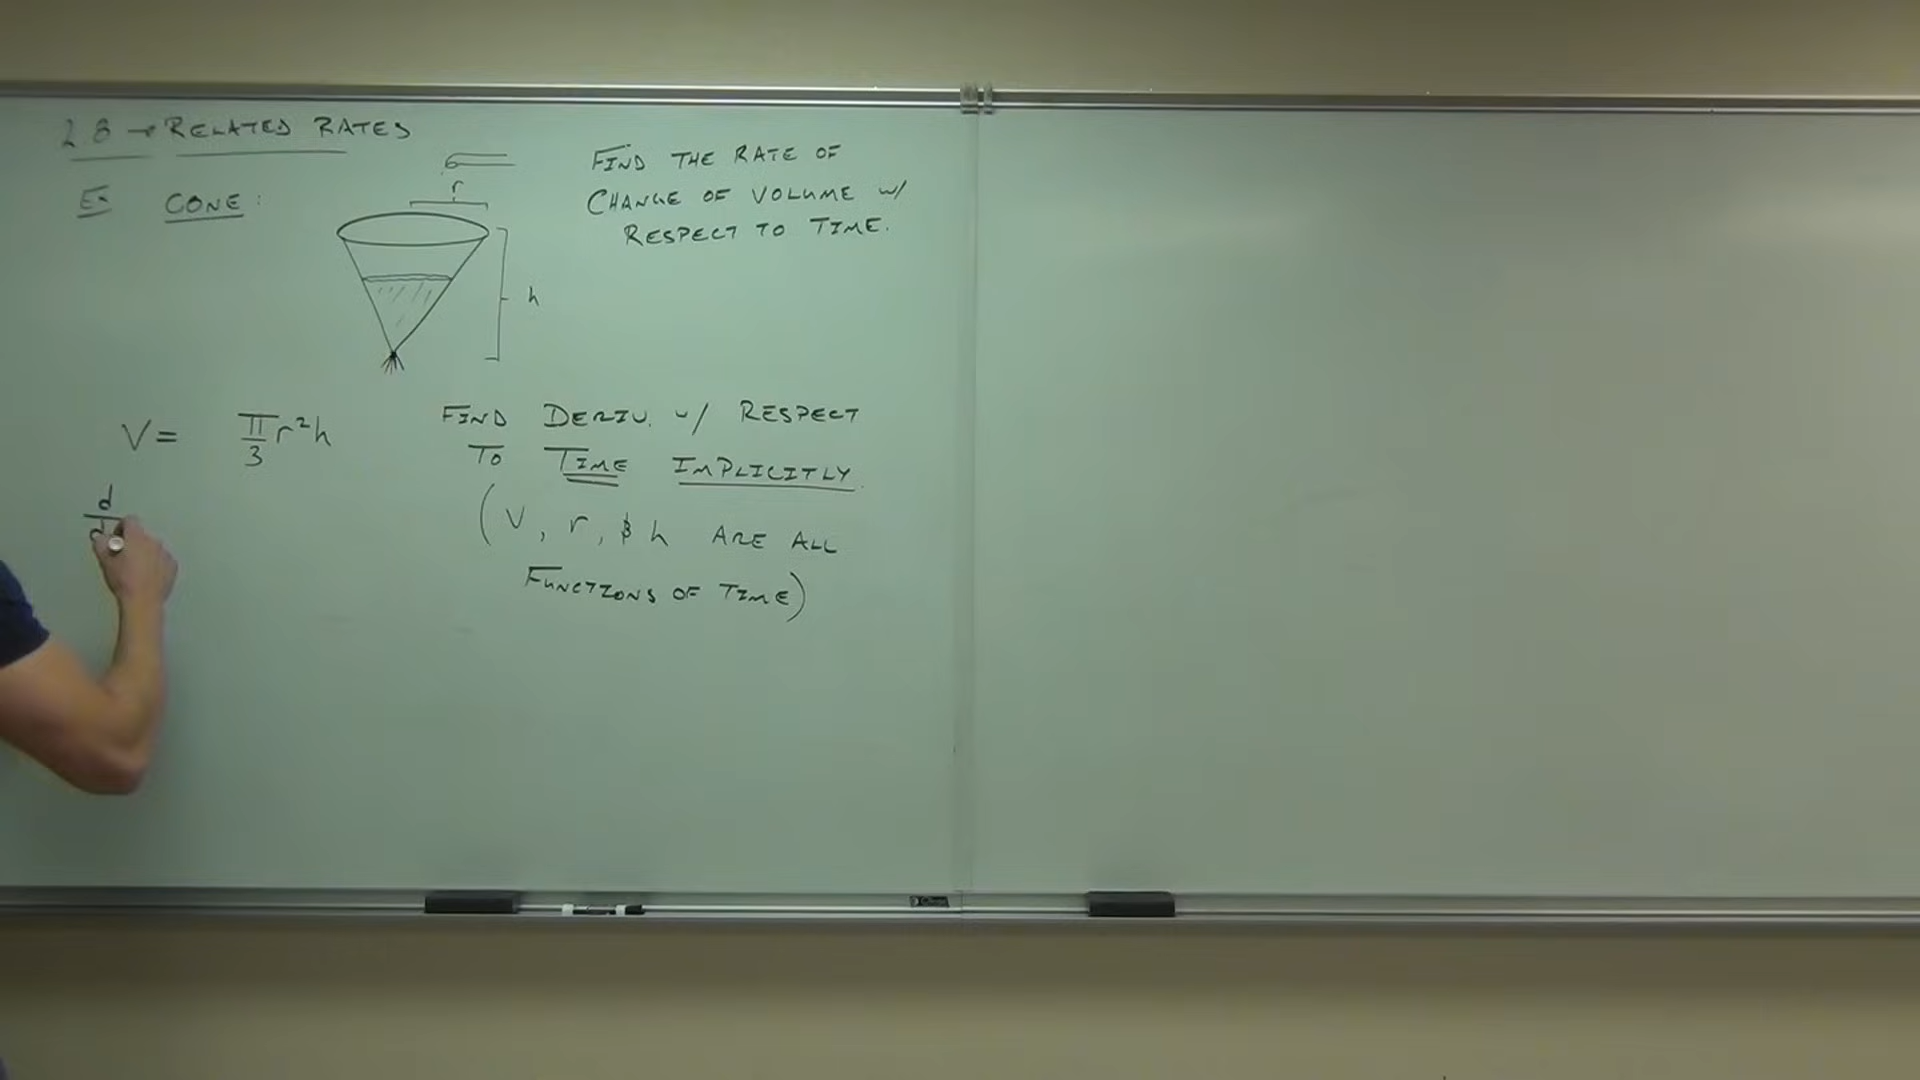 2.8 → RELATED RATES
EX CONE:
r
h
FIND THE RATE OF
CHANGE OF VOLUME w/
RESPECT TO TIME.
V = π/3 r²h
d/d
FIND DERIV. w/ RESPECT
TO TIME IMPLICITLY.
(V, r, & h ARE ALL
FUNCTIONS OF TIME)